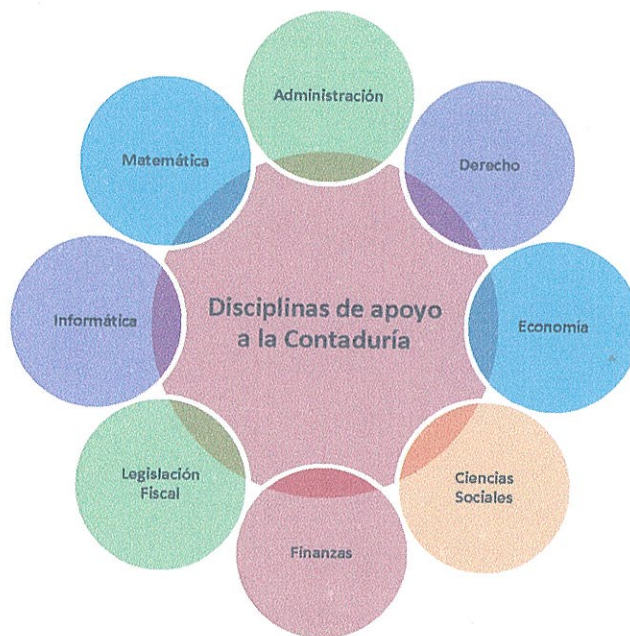 Administración
Matemática
Derecho
Informática
Disciplinas de apoyo
a la Contaduría
Economía
Legislación
Fiscal
Ciencias
Sociales
Finanzas